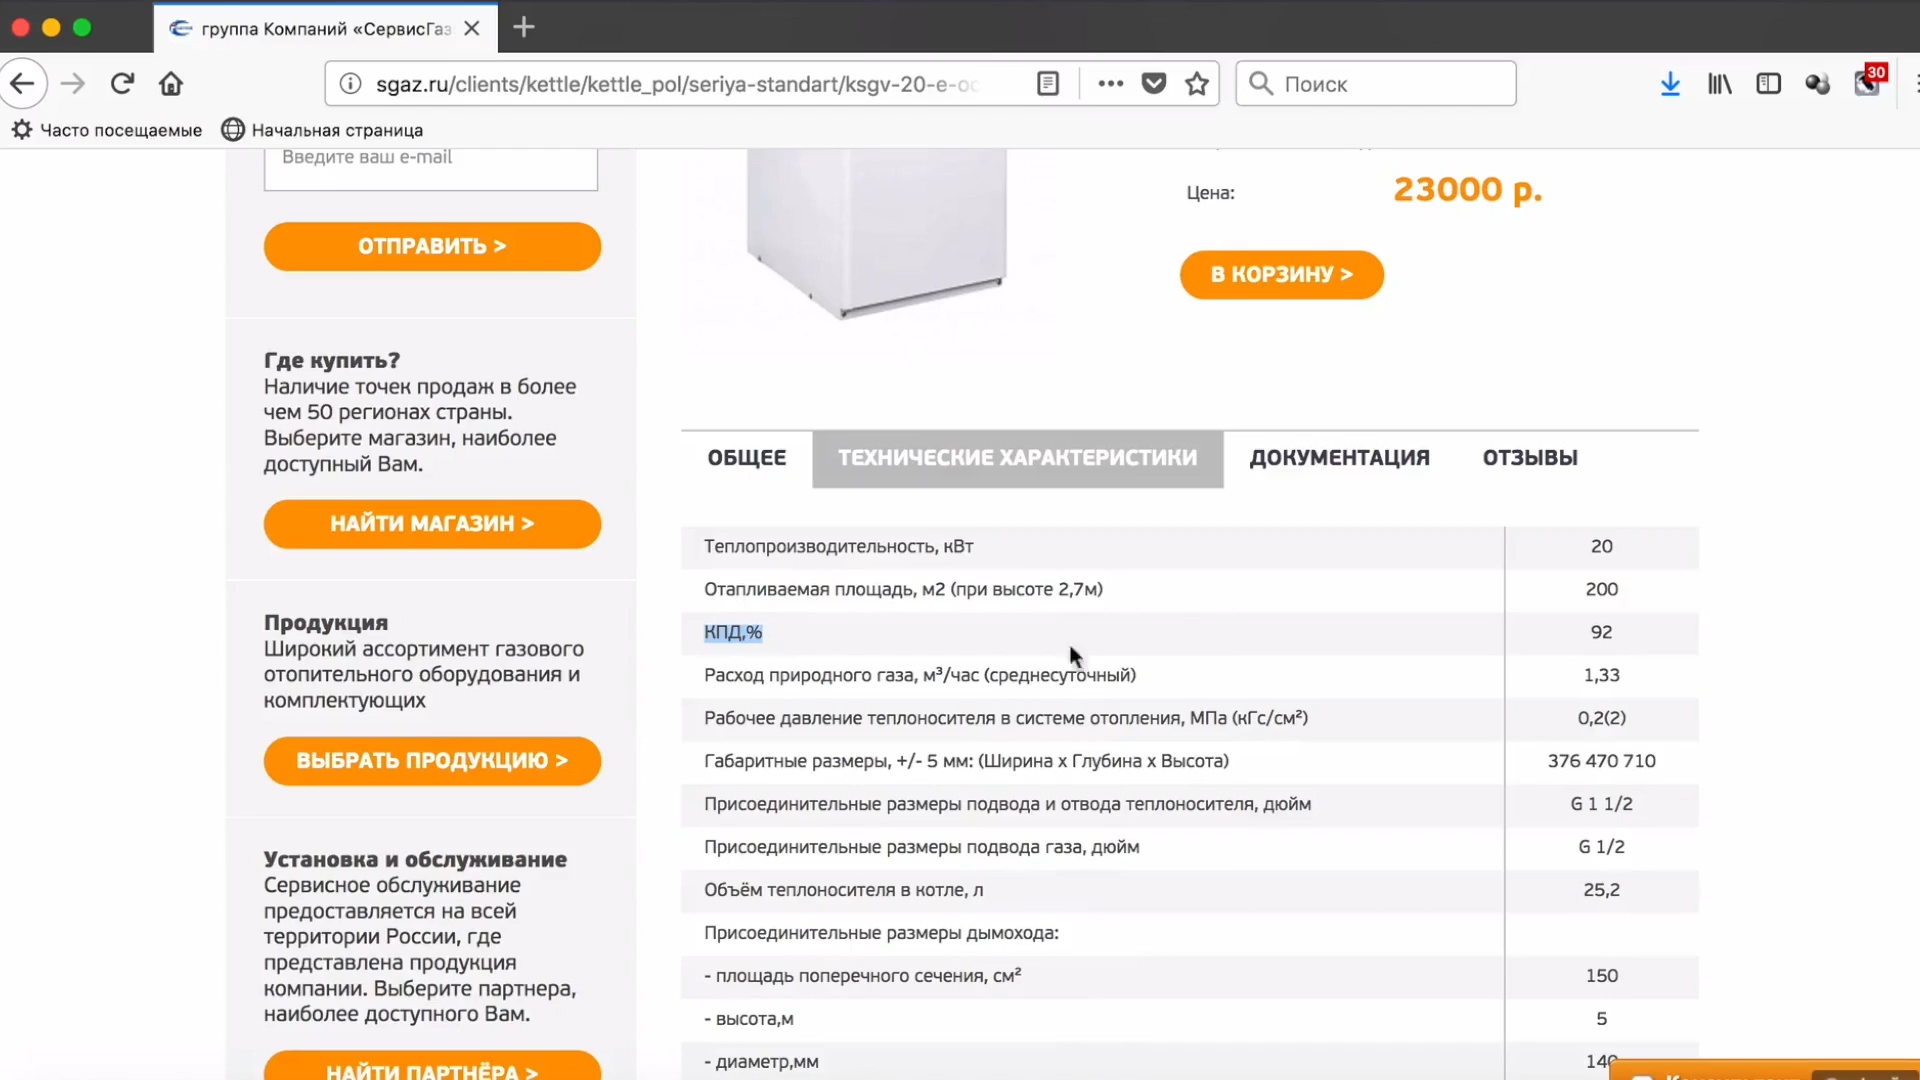 группа Компаний «СервисГаз
sgaz.ru/clients/kettle/kettle_pol/seriya-standart/ksgv-20-e-oc
Поиск
30
Часто посещаемые
Начальная страница
Введите ваш e-mail
ОТПРАВИТЬ >
Где купить?
Наличие точек продаж в более
чем 50 регионах страны.
Выберите магазин, наиболее
доступный Вам.
НАЙТИ МАГАЗИН >
Продукция
Широкий ассортимент газового
отопительного оборудования и
комплектующих
ВЫБРАТЬ ПРОДУКЦИЮ >
Установка и обслуживание
Сервисное обслуживание
предоставляется на всей
территории России, где
представлена продукция
компании. Выберите партнера,
наиболее доступного Вам.
НАЙТИ ПАРТНЁРА >
Цена: 23000 р.
В КОРЗИНУ >
ОБЩЕЕ ТЕХНИЧЕСКИЕ ХАРАКТЕРИСТИКИ ДОКУМЕНТАЦИЯ ОТЗЫВЫ
Теплопроизводительность, кВт 20
Отапливаемая площадь, м2 (при высоте 2,7м) 200
КПД,% 92
Расход природного газа, м³/час (среднесуточный) 1,33
Рабочее давление теплоносителя в системе отопления, МПа (кГс/см²) 0,2(2)
Габаритные размеры, +/- 5 мм: (Ширина х Глубина х Высота) 376 470 710
Присоединительные размеры подвода и отвода теплоносителя, дюйм G 1 1/2
Присоединительные размеры подвода газа, дюйм G 1/2
Объём теплоносителя в котле, л 25,2
Присоединительные размеры дымохода:
- площадь поперечного сечения, см² 150
- высота,м 5
- диаметр,мм 140